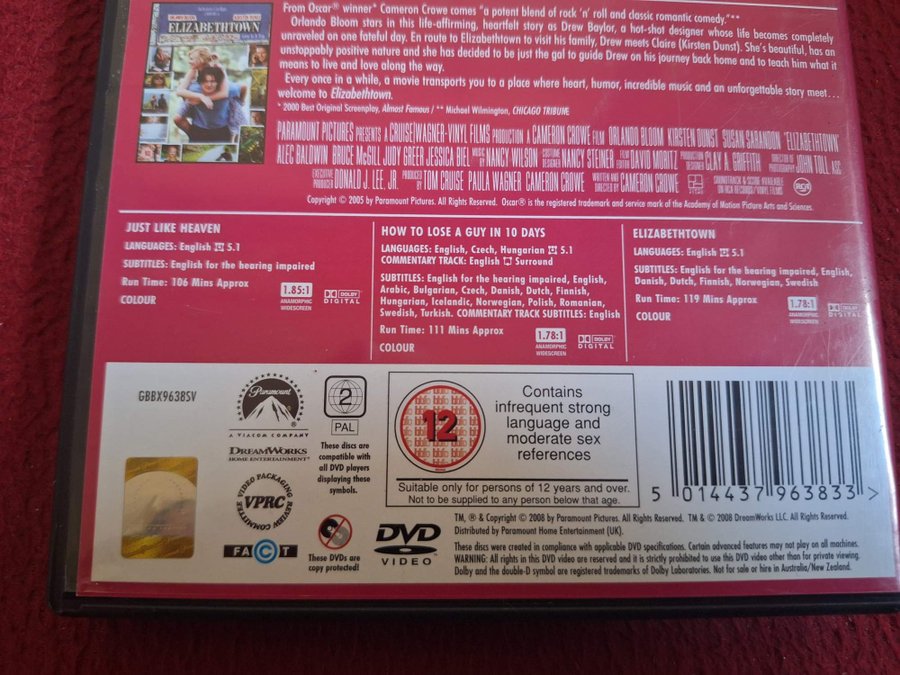 ELIZABETHTOWN
From Oscar® winner* Cameron Crowe comes "a potent blend of rock 'n' roll and classic romantic comedy."**
Orlando Bloom stars in this life-affirming, heartfelt story as Drew Baylor, a hot-shot designer whose life becomes completely
unraveled on one fateful day. En route to Elizabethtown to visit his family, Drew meets Claire (Kirsten Dunst). She's beautiful, has an
unstoppably positive nature and she has decided to be just the gal to guide Drew on his journey back home and to teach him what it
means to live and love along the way.
Every once in a while, a movie transports you to a place where heart, humor, incredible music and an unforgettable story meet...
welcome to Elizabethtown.
* 2000 Best Original Screenplay, Almost Famous / ** Michael Wilmington, CHICAGO TRIBUNE
PARAMOUNT PICTURES PRESENTS A CRUISE|WAGNER-VINYL FILMS PRODUCTION A CAMERON CROWE FILM ORLANDO BLOOM KIRSTEN DUNST SUSAN SARANDON "ELIZABETHTOWN"
ALEC BALDWIN BRUCE McGILL JUDY GREER JESSICA BIEL MUSIC BY NANCY WILSON COSTUME DESIGNER NANCY STEINER FILM EDITOR DAVID MORITZ PRODUCTION DESIGNER CLAY A. GRIFFITH DIRECTOR OF PHOTOGRAPHY JOHN TOLL ASC
EXECUTIVE PRODUCER DONALD J. LEE, JR. PRODUCED BY TOM CRUISE PAULA WAGNER CAMERON CROWE WRITTEN AND DIRECTED BY CAMERON CROWE SOUNDTRACK & SCORE AVAILABLE ON RCA RECORDS/VINYL FILMS RCA
Copyright © 2005 by Paramount Pictures. All Rights Reserved. Oscar® is the registered trademark and service mark of the Academy of Motion Picture Arts and Sciences.
JUST LIKE HEAVEN
LANGUAGES: English 5.1
SUBTITLES: English for the hearing impaired
Run Time: 106 Mins Approx
COLOUR
1.85:1
ANAMORPHIC
WIDESCREEN
DOLBY
DIGITAL
HOW TO LOSE A GUY IN 10 DAYS
LANGUAGES: English, Czech, Hungarian 5.1
COMMENTARY TRACK: English Surround
SUBTITLES: English for the hearing impaired, English,
Arabic, Bulgarian, Czech, Danish, Dutch, Finnish,
Hungarian, Icelandic, Norwegian, Polish, Romanian,
Swedish, Turkish. COMMENTARY TRACK SUBTITLES: English
Run Time: 111 Mins Approx
COLOUR
1.78:1
ANAMORPHIC
WIDESCREEN
DOLBY
DIGITAL
ELIZABETHTOWN
LANGUAGES: English 5.1
SUBTITLES: English for the hearing impaired, English,
Danish, Dutch, Finnish, Norwegian, Swedish
Run Time: 119 Mins Approx
COLOUR
1.78:1
ANAMORPHIC
WIDESCREEN
DOLBY
DIGITAL
GBBX9638SV
Paramount
A VIACOM COMPANY
DREAMWORKS
HOME ENTERTAINMENT
VIDEO PACKAGING REVIEW COMMITTEE
VPRC
FACT
2
PAL
These discs are
compatible with
all DVD players
displaying these
symbols.
These DVDs are
copy protected!
bbfc
12
Contains
infrequent strong
language and
moderate sex
references
Suitable only for persons of 12 years and over.
Not to be supplied to any person below that age.
5 014437 963833 >
DVD
VIDEO
TM, ® & Copyright © 2008 by Paramount Pictures. All Rights Reserved. TM & © 2008 DreamWorks LLC. All Rights Reserved.
Distributed by Paramount Home Entertainment (UK).
These discs were created in compliance with applicable DVD specifications. Certain advanced features may not play on all machines.
WARNING: All rights in this DVD video are reserved and it is strictly prohibited to use this DVD video other than for private viewing.
Dolby and the double-D symbol are registered trademarks of Dolby Laboratories. Not for sale or hire in Australia/New Zealand.